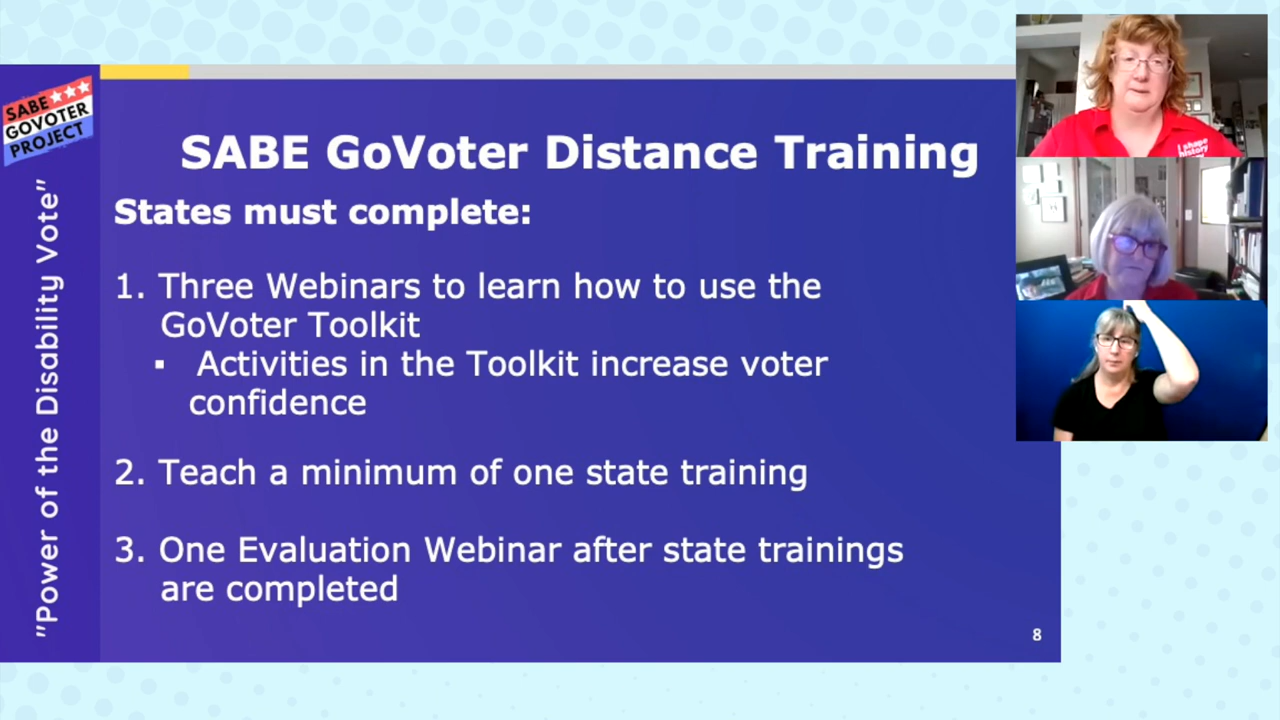 SABE ★★★
GOVOTER
PROJECT
"Power of the Disability Vote"
SABE GoVoter Distance Training
States must complete:
1. Three Webinars to learn how to use the
GoVoter Toolkit
▪ Activities in the Toolkit increase voter
confidence
2. Teach a minimum of one state training
3. One Evaluation Webinar after state trainings
are completed
8
I shape
history